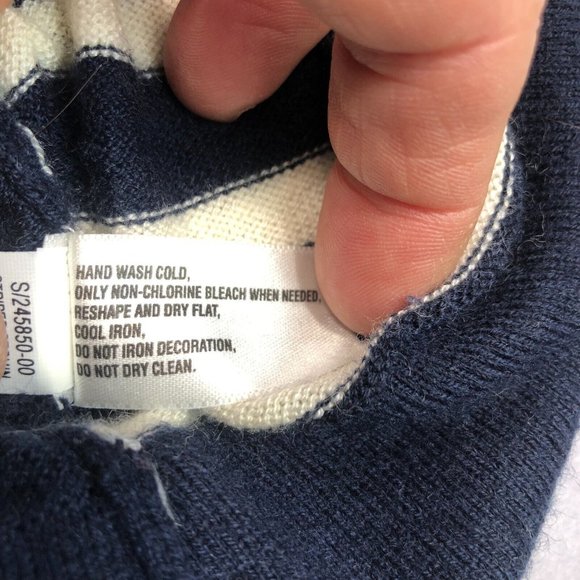 HAND WASH COLD,
ONLY NON-CHLORINE BLEACH WHEN NEEDED,
RESHAPE AND DRY FLAT,
COOL IRON,
DO NOT IRON DECORATION,
DO NOT DRY CLEAN.
S/245850-00